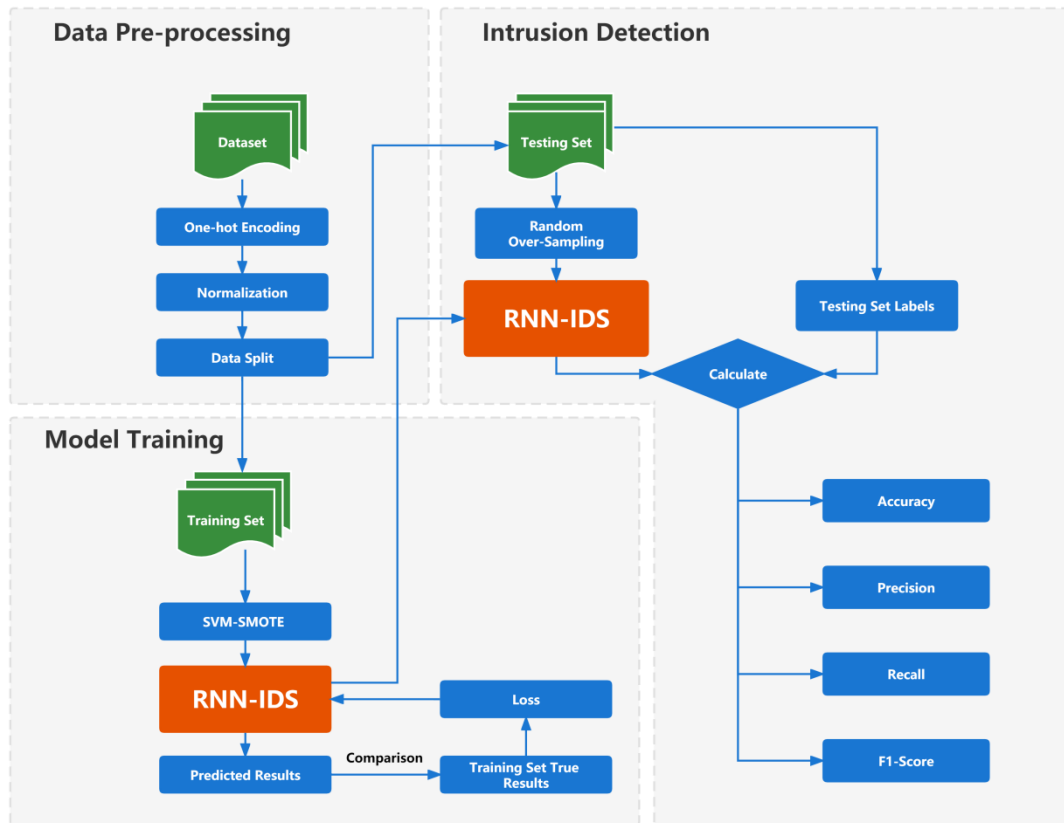 Data Pre-processing
Dataset
One-hot Encoding
Normalization
Data Split
Intrusion Detection
Testing Set
Random
Over-Sampling
RNN-IDS
Testing Set Labels
Calculate
Accuracy
Precision
Recall
F1-Score
Model Training
Training Set
SVM-SMOTE
RNN-IDS
Loss
Predicted Results
Comparison
Training Set True
Results